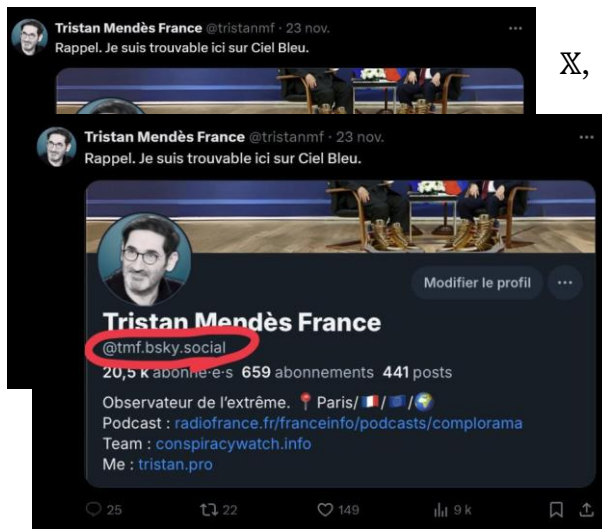 Tristan Mendès France @tristanmf · 23 nov.
Rappel. Je suis trouvable ici sur Ciel Bleu.
𝕏,
Tristan Mendès France @tristanmf · 23 nov.
Rappel. Je suis trouvable ici sur Ciel Bleu.
Modifier le profil
Tristan Mendès France
@tmf.bsky.social
20,5 k abonné·e·s 659 abonnements 441 posts
Observateur de l'extrême. 📍 Paris/🇫🇷/🇪🇺/🌍
Podcast : radiofrance.fr/franceinfo/podcasts/complorama
Team : conspiracywatch.info
Me : tristan.pro
25 22 149 9 k